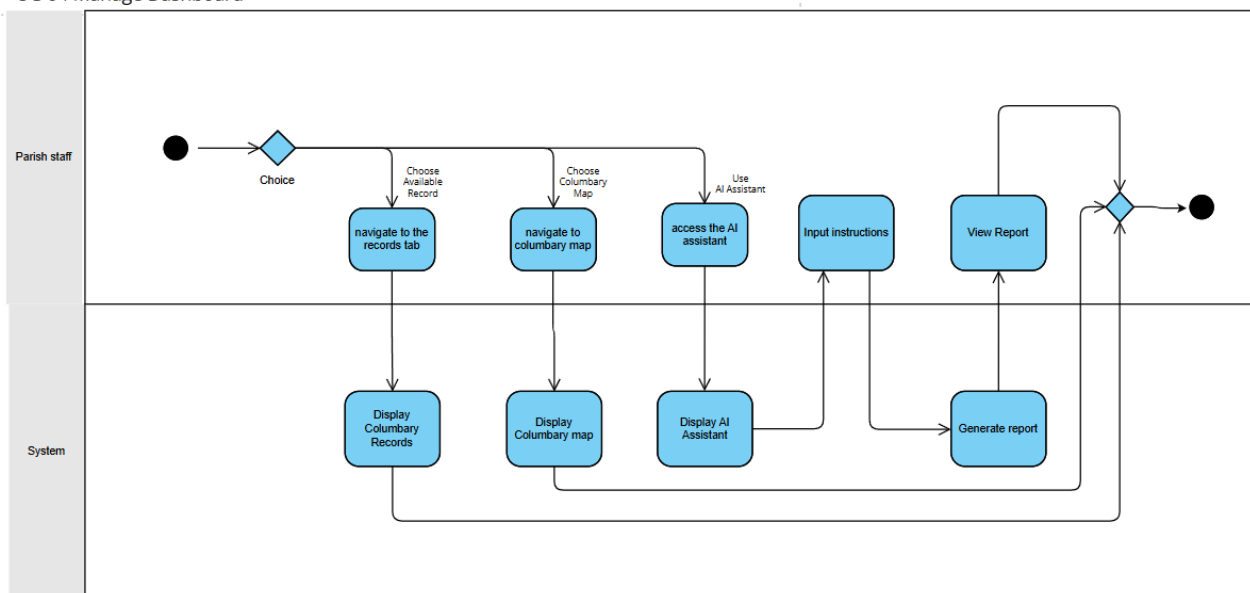 Manage Dashboard
Parish staff
Choice
Choose
Available
Record
Choose
Columbary
Map
Use
AI Assistant
navigate to the
records tab
navigate to
columbary map
access the AI
assistant
Input instructions
View Report
System
Display
Columbary
Records
Display
Columbary map
Display AI
Assistant
Generate report